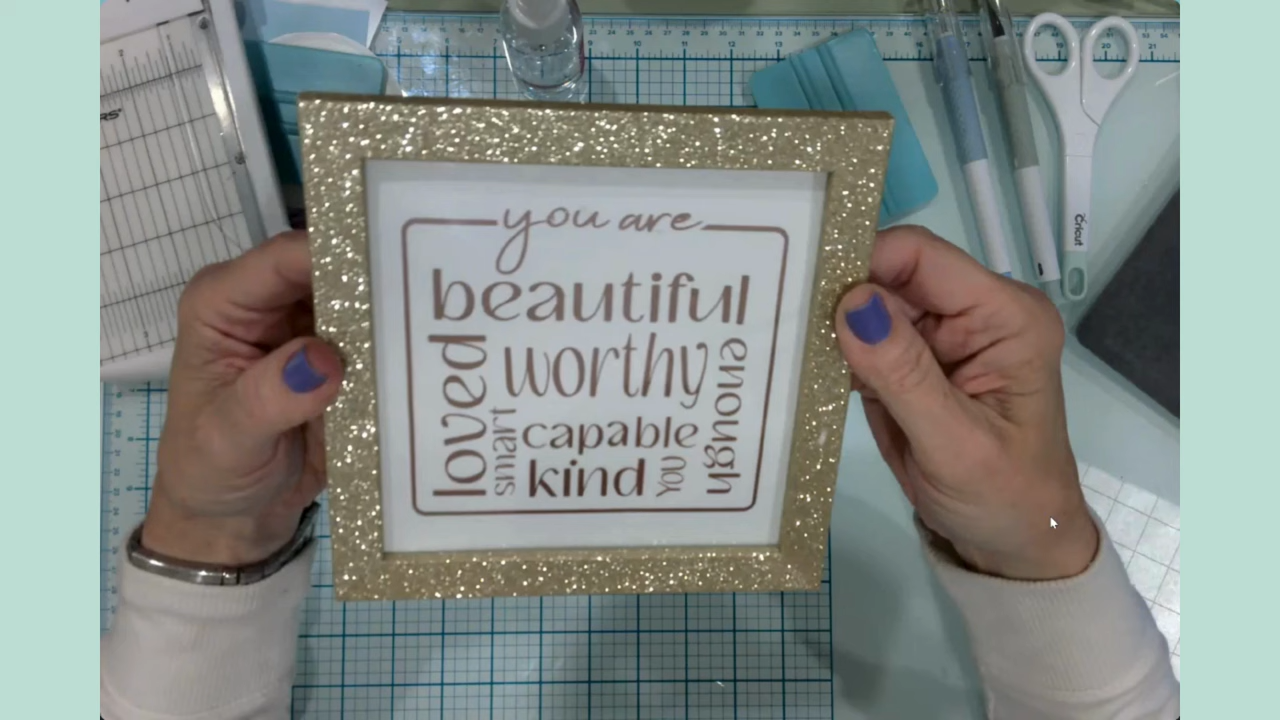 you are
beautiful
loved
worthy
enough
smart
capable
kind
you
Cricut